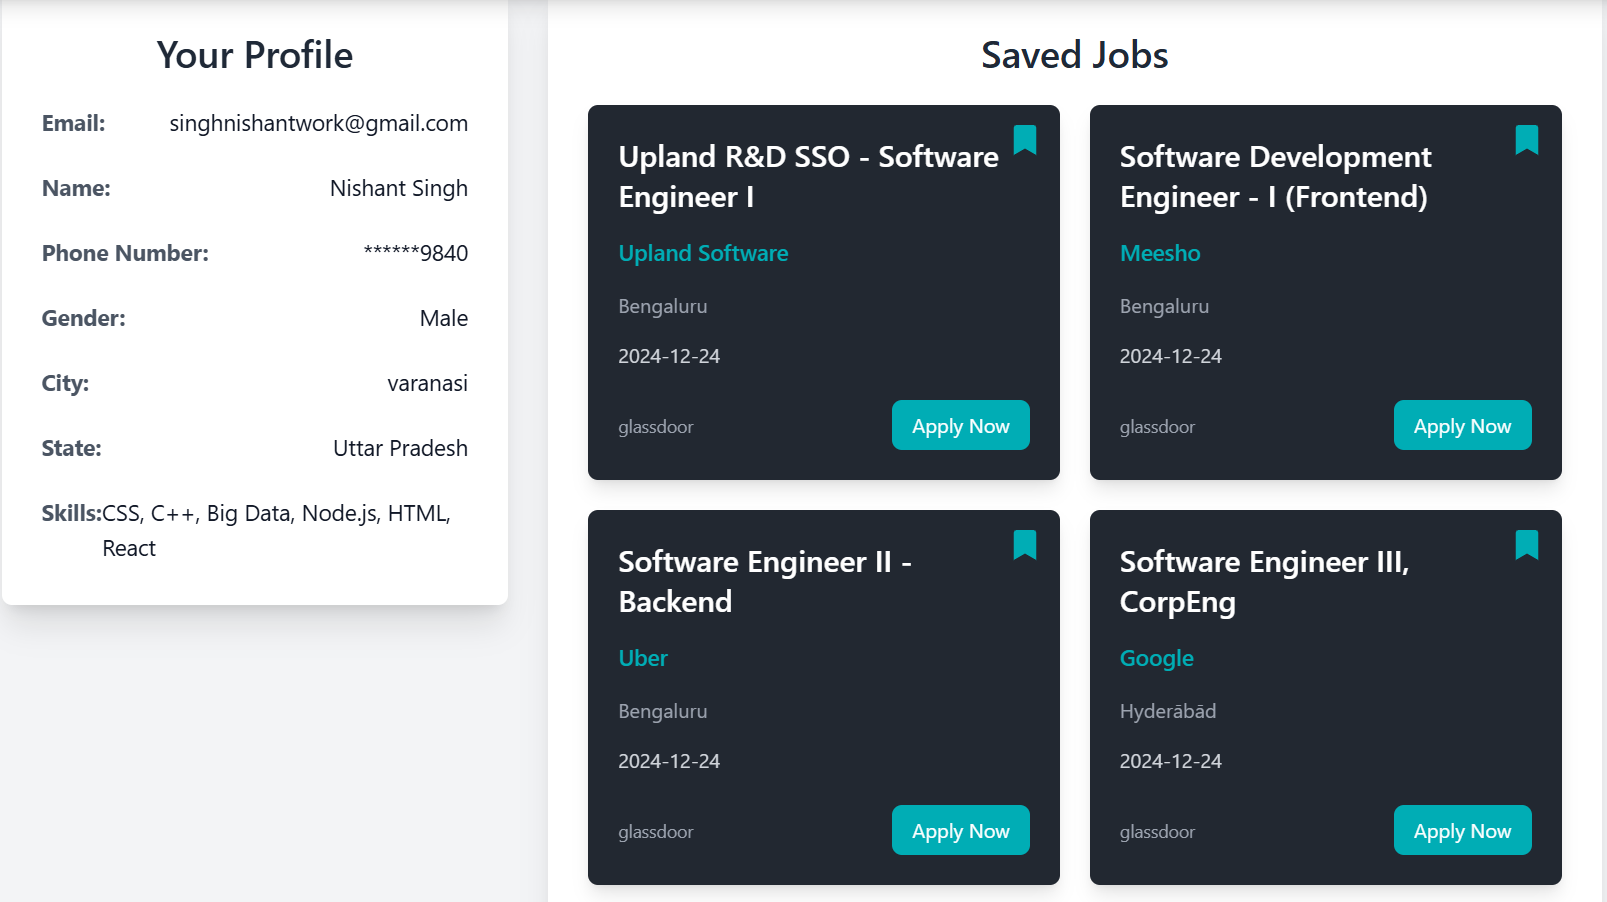 Your Profile
Email: singhnishantwork@gmail.com
Name: Nishant Singh
Phone Number: ******9840
Gender: Male
City: varanasi
State: Uttar Pradesh
Skills:CSS, C++, Big Data, Node.js, HTML,
React
Saved Jobs
Upland R&D SSO - Software
Engineer I
Upland Software
Bengaluru
2024-12-24
glassdoor
Apply Now
Software Development
Engineer - I (Frontend)
Meesho
Bengaluru
2024-12-24
glassdoor
Apply Now
Software Engineer II -
Backend
Uber
Bengaluru
2024-12-24
glassdoor
Apply Now
Software Engineer III,
CorpEng
Google
Hyderābād
2024-12-24
glassdoor
Apply Now